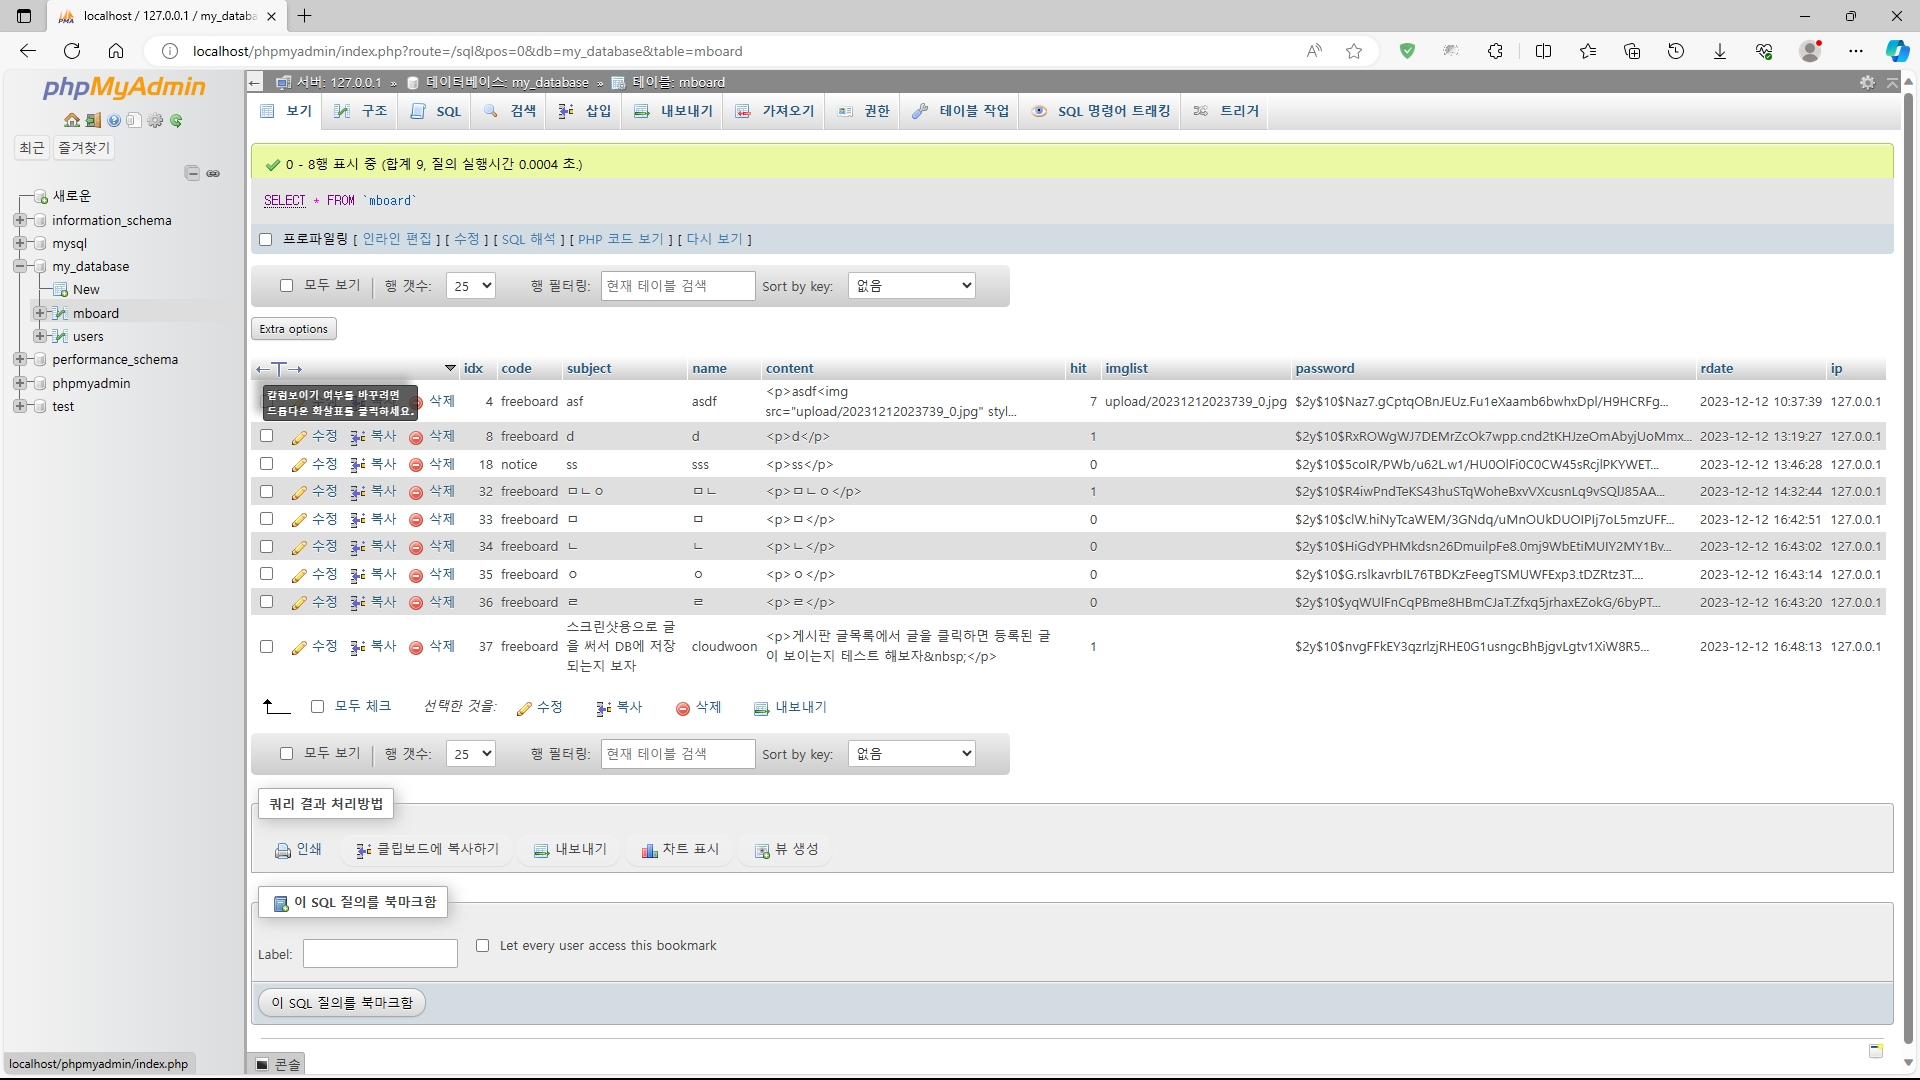 localhost / 127.0.0.1 / my_databa
localhost/phpmyadmin/index.php?route=/sql&pos=0&db=my_database&table=mboard
phpMyAdmin
최근 즐겨찾기
새로운
information_schema
mysql
my_database
New
mboard
users
performance_schema
phpmyadmin
test
서버: 127.0.0.1 » 데이터베이스: my_database » 테이블: mboard
보기 구조 SQL 검색 삽입 내보내기 가져오기 권한 테이블 작업 SQL 명령어 트래킹 트리거
0 - 8행 표시 중 (합계 9, 질의 실행시간 0.0004 초.)
SELECT * FROM `mboard`
프로파일링 [ 인라인 편집 ] [ 수정 ] [ SQL 해석 ] [ PHP 코드 보기 ] [ 다시 보기 ]
모두 보기 행 갯수: 25 행 필터링: 현재 테이블 검색 Sort by key: 없음
Extra options
←T→ idx code subject name content hit imglist password rdate ip
칼럼보이기 여부를 바꾸려면
드롭다운 화살표를 클릭하세요.
삭제 4 freeboard asf asdf <p>asdf<img src="upload/20231212023739_0.jpg" styl... 7 upload/20231212023739_0.jpg $2y$10$Naz7.gCptqOBnJEUz.Fu1eXaamb6bwhxDpl/H9HCRFg... 2023-12-12 10:37:39 127.0.0.1
수정 복사 삭제 8 freeboard d d <p>d</p> 1 $2y$10$RxROWgWJ7DEMrZcOk7wpp.cnd2tKHJzeOmAbyjUoMmx... 2023-12-12 13:19:27 127.0.0.1
수정 복사 삭제 18 notice ss sss <p>ss</p> 0 $2y$10$5coIR/PWb/u62L.w1/HU0OlFi0C0CW45sRcjlPKYWET... 2023-12-12 13:46:28 127.0.0.1
수정 복사 삭제 32 freeboard ㅁㄴㅇ ㅁㄴ <p>ㅁㄴㅇ</p> 1 $2y$10$R4iwPndTeKS43huSTqWoheBxvVXcusnLq9vSQlJ85AA... 2023-12-12 14:32:44 127.0.0.1
수정 복사 삭제 33 freeboard ㅁ ㅁ <p>ㅁ</p> 0 $2y$10$clW.hiNyTcaWEM/3GNdq/uMnOUkDUOIPIj7oL5mzUFF... 2023-12-12 16:42:51 127.0.0.1
수정 복사 삭제 34 freeboard ㄴ ㄴ <p>ㄴ</p> 0 $2y$10$HiGdYPHMkdsn26DmuilpFe8.0mj9WbEtiMUIY2MY1Bv... 2023-12-12 16:43:02 127.0.0.1
수정 복사 삭제 35 freeboard ㅇ ㅇ <p>ㅇ</p> 0 $2y$10$G.rslkavrbIL76TBDKzFeegTSMUWFExp3.tDZRtz3T.... 2023-12-12 16:43:14 127.0.0.1
수정 복사 삭제 36 freeboard ㄹ ㄹ <p>ㄹ</p> 0 $2y$10$yqWUlFnCqPBme8HBmCJaT.Zfxq5jrhaxEZokG/6byPT... 2023-12-12 16:43:20 127.0.0.1
수정 복사 삭제 37 freeboard 스크린샷용으로 글을 써서 DB에 저장되는지 보자 cloudwoon <p>게시판 글목록에서 글을 클릭하면 등록된 글이 보이는지 테스트 해보자&nbsp;</p> 1 $2y$10$nvgFFkEY3qzrlzjRHE0G1usngcBhBjgvLgtv1XiW8R5... 2023-12-12 16:48:13 127.0.0.1
모두 체크 선택한 것을: 수정 복사 삭제 내보내기
모두 보기 행 갯수: 25 행 필터링: 현재 테이블 검색 Sort by key: 없음
쿼리 결과 처리방법
인쇄 클립보드에 복사하기 내보내기 차트 표시 뷰 생성
이 SQL 질의를 북마크함
Label: Let every user access this bookmark
이 SQL 질의를 북마크함
콘솔
localhost/phpmyadmin/index.php